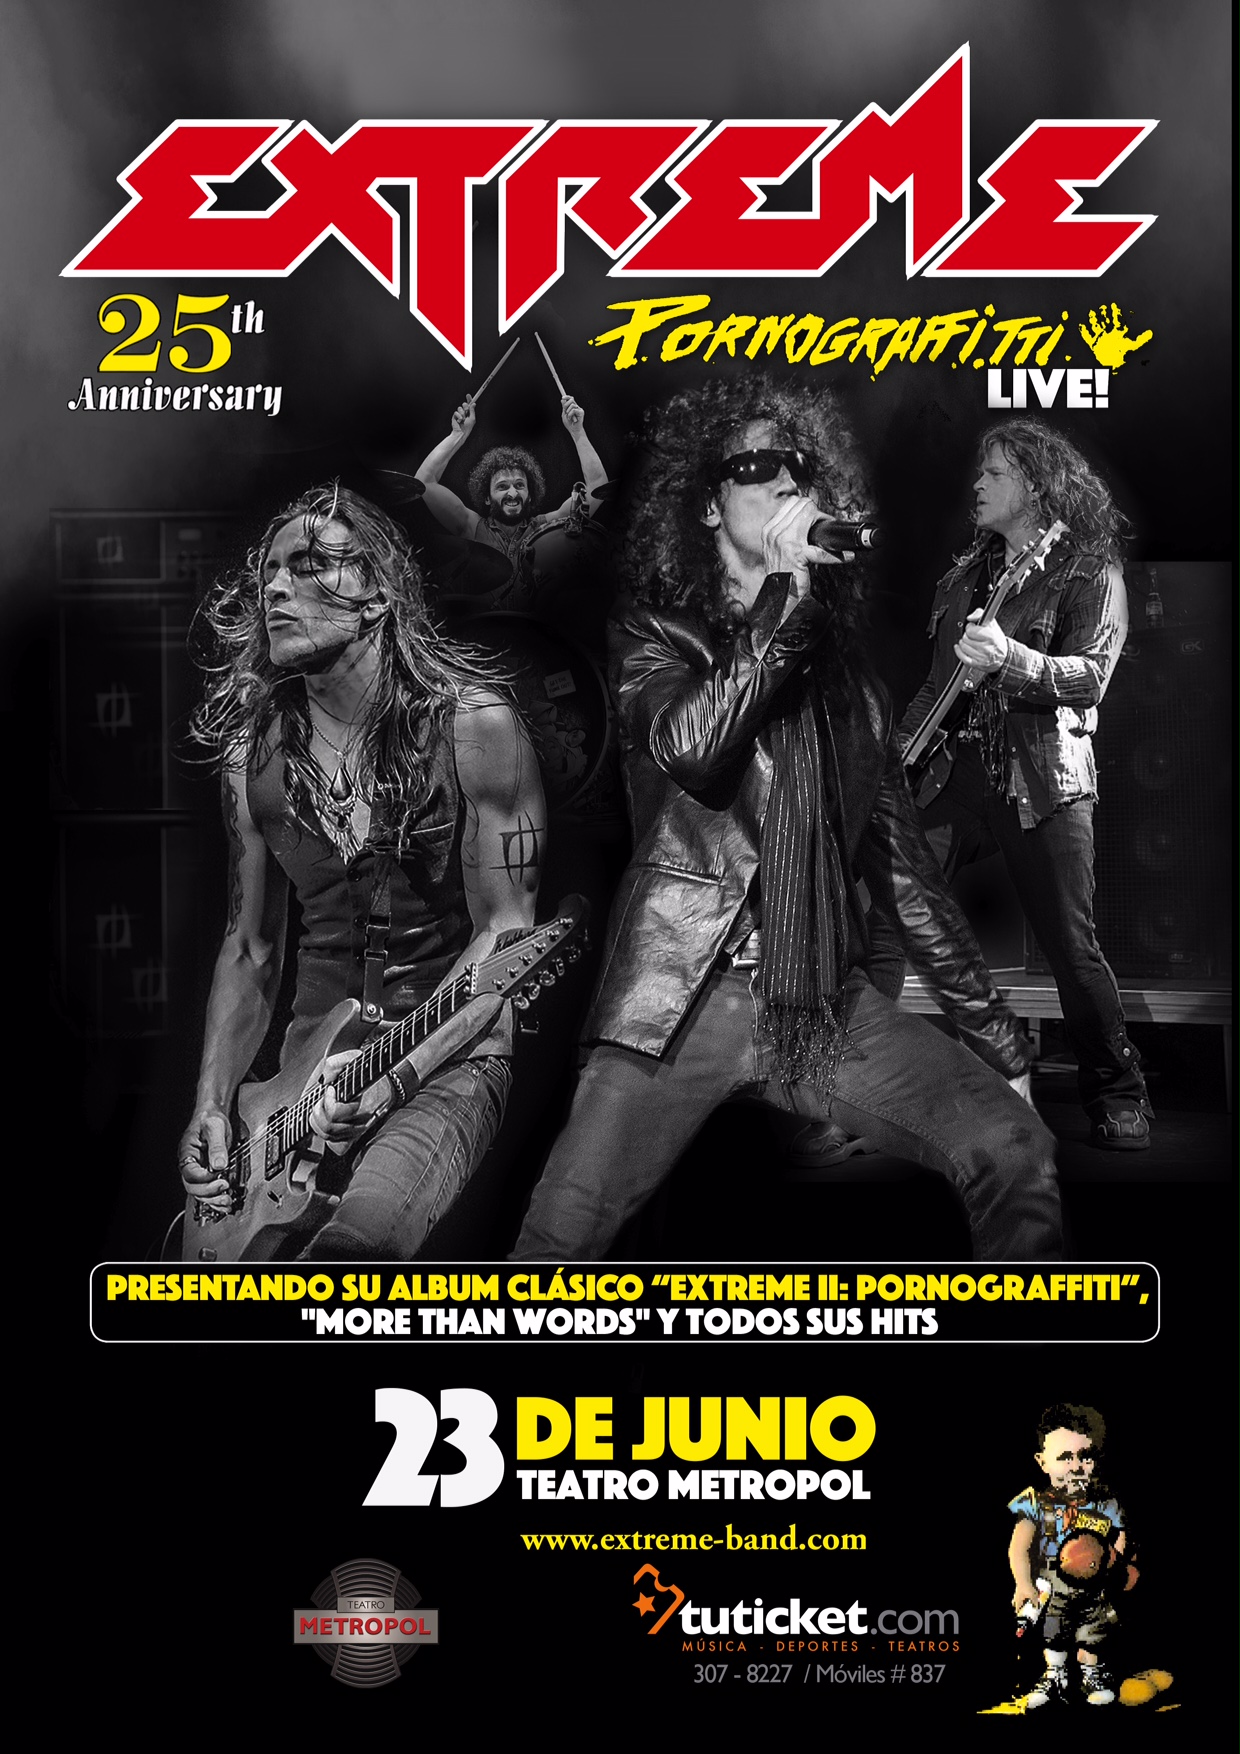 EXTREME
25th
Anniversary
PORNOGRAFFITTI
LIVE!
PRESENTANDO SU ALBUM CLÁSICO “EXTREME II: PORNOGRAFFITI”,
"MORE THAN WORDS" Y TODOS SUS HITS
23 DE JUNIO
TEATRO METROPOL
www.extreme-band.com
TEATRO
METROPOL
tuticket.com
MÚSICA - DEPORTES - TEATROS
307 - 8227 / Móviles # 837